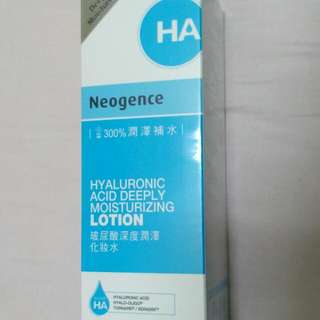 HA
Neogence
300%潤澤補水
HYALURONIC
ACID DEEPLY
MOISTURIZING
LOTION
玻尿酸深度潤澤
化妝水
HA
HYALURONIC ACID